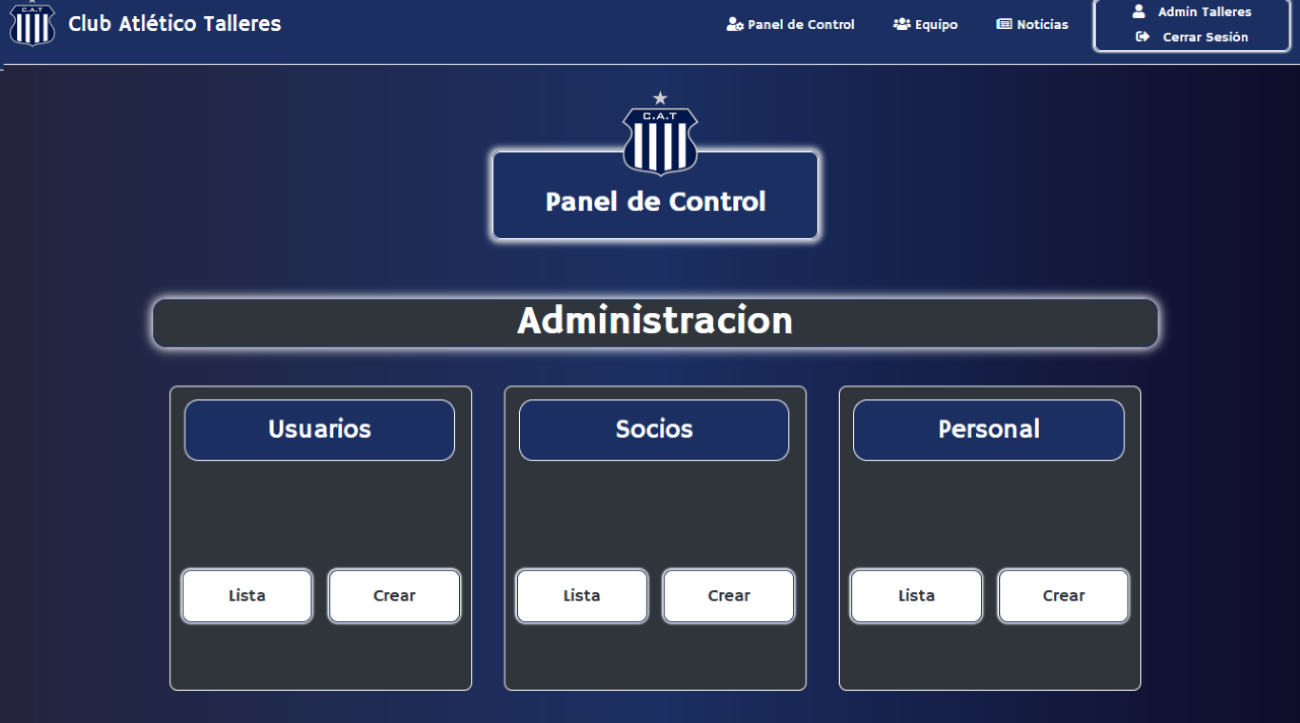 C.A.T
Club Atlético Talleres
Panel de Control
Equipo
Noticias
Admin Talleres
Cerrar Sesión
C.A.T
Panel de Control
Administracion
Usuarios
Socios
Personal
Lista
Crear
Lista
Crear
Lista
Crear